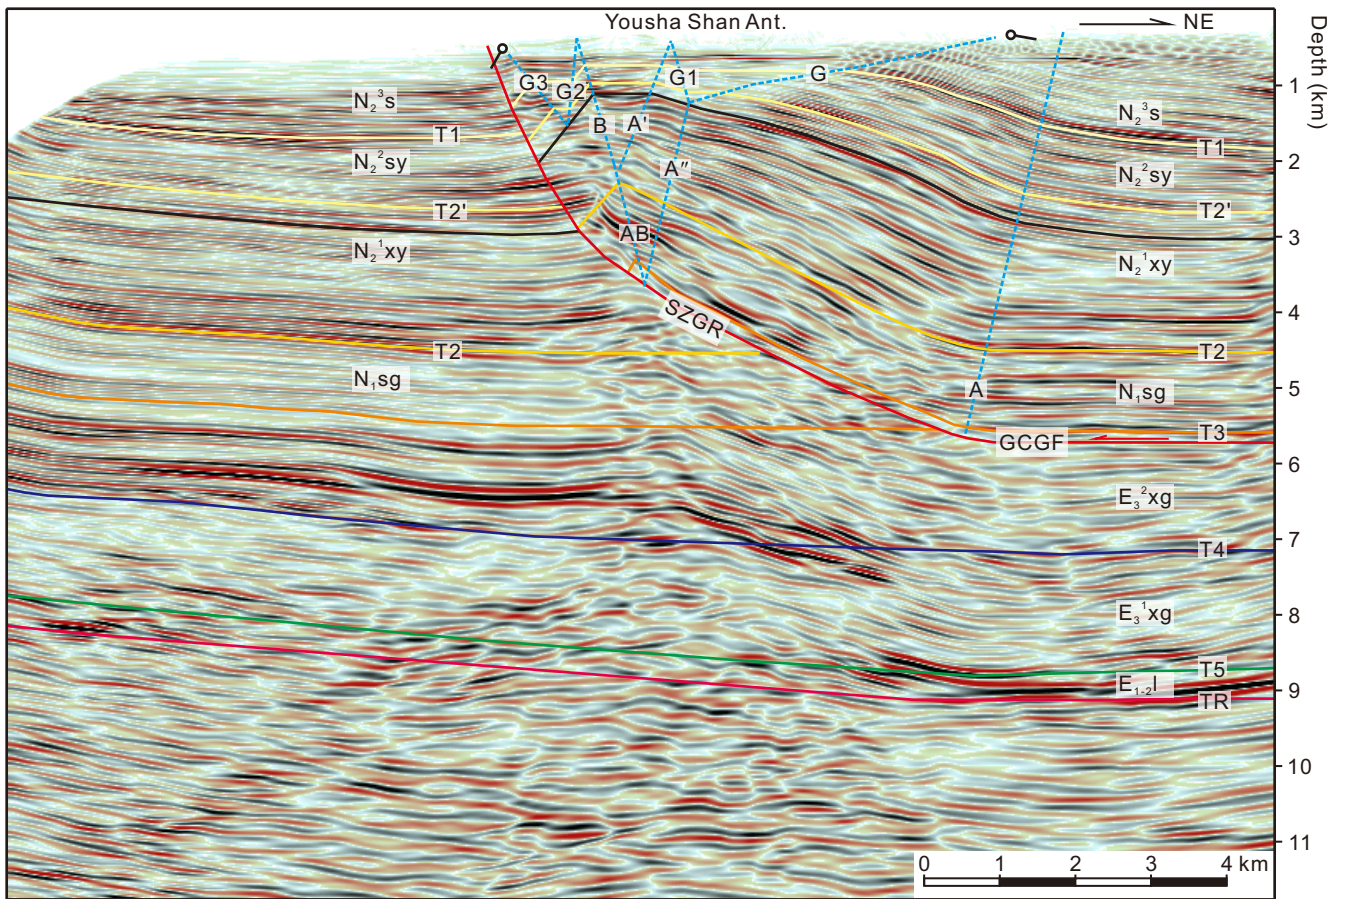 Yousha Shan Ant.
NE
Depth (km)
0
1
2
3
4
5
6
7
8
9
10
11
G3
G2
G1
G
N₂³s
B
A'
N₂³s
T1
T1
N₂²sy
A″
N₂²sy
T2'
T2'
AB
N₂¹xy
N₂¹xy
SZGR
T2
T2
N₁sg
A
N₁sg
T3
GCGF
E₃²xg
T4
E₃¹xg
T5
E₁₋₂l
TR
0 1 2 3 4 km